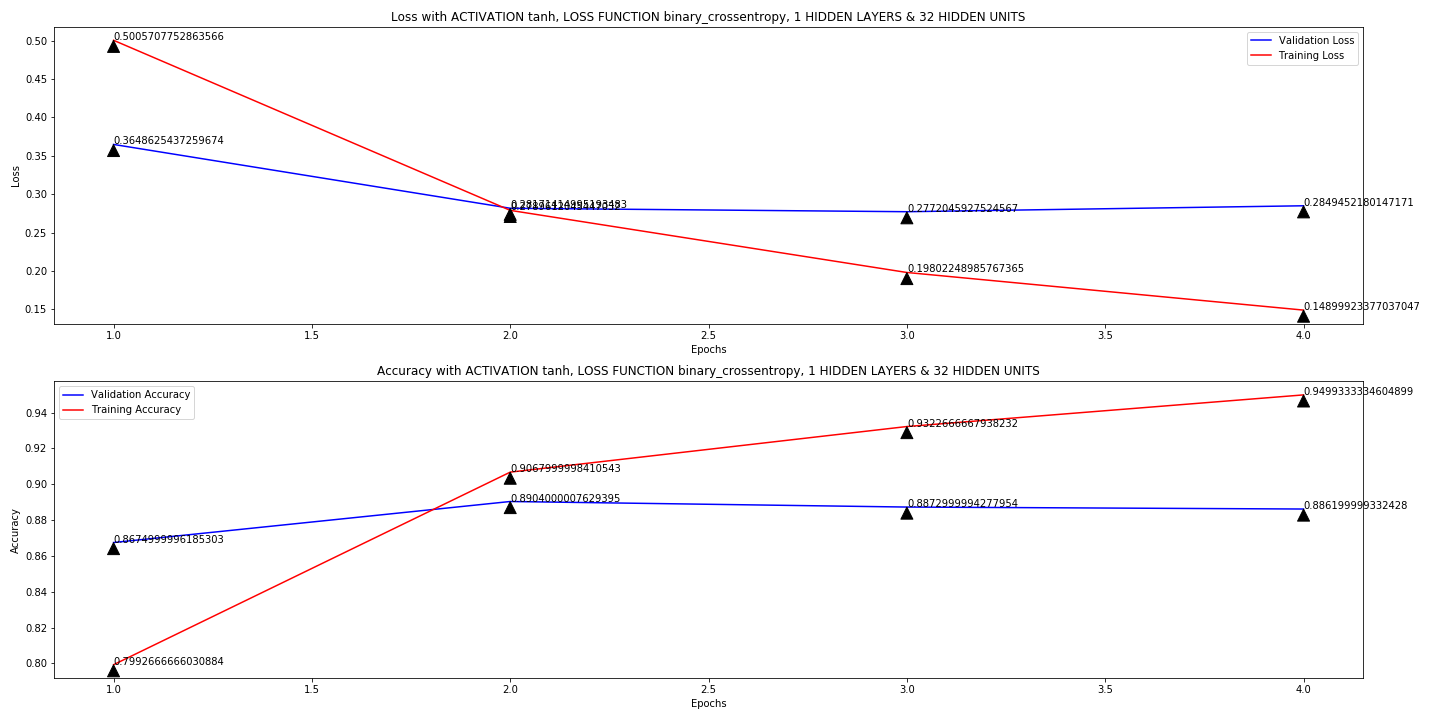 Loss with ACTIVATION tanh, LOSS FUNCTION binary_crossentropy, 1 HIDDEN LAYERS & 32 HIDDEN UNITS
0.50
0.45
0.40
0.35
0.30
0.25
0.20
0.15
Loss
0.5005707752863566
0.3648625437259674
0.28171414995193483
0.2772045927524567
0.19802248985767365
0.2849452180147171
0.14899923377037047
Validation Loss
Training Loss
1.0 1.5 2.0 2.5 3.0 3.5 4.0
Epochs
Accuracy with ACTIVATION tanh, LOSS FUNCTION binary_crossentropy, 1 HIDDEN LAYERS & 32 HIDDEN UNITS
Validation Accuracy
Training Accuracy
0.94
0.92
0.90
0.88
0.86
0.84
0.82
0.80
Accuracy
0.8674999996185303
0.7992666666030884
0.9067999998410543
0.8904000007629395
0.9322666667938232
0.8872999994277954
0.9499333334604899
0.886199999332428
1.0 1.5 2.0 2.5 3.0 3.5 4.0
Epochs